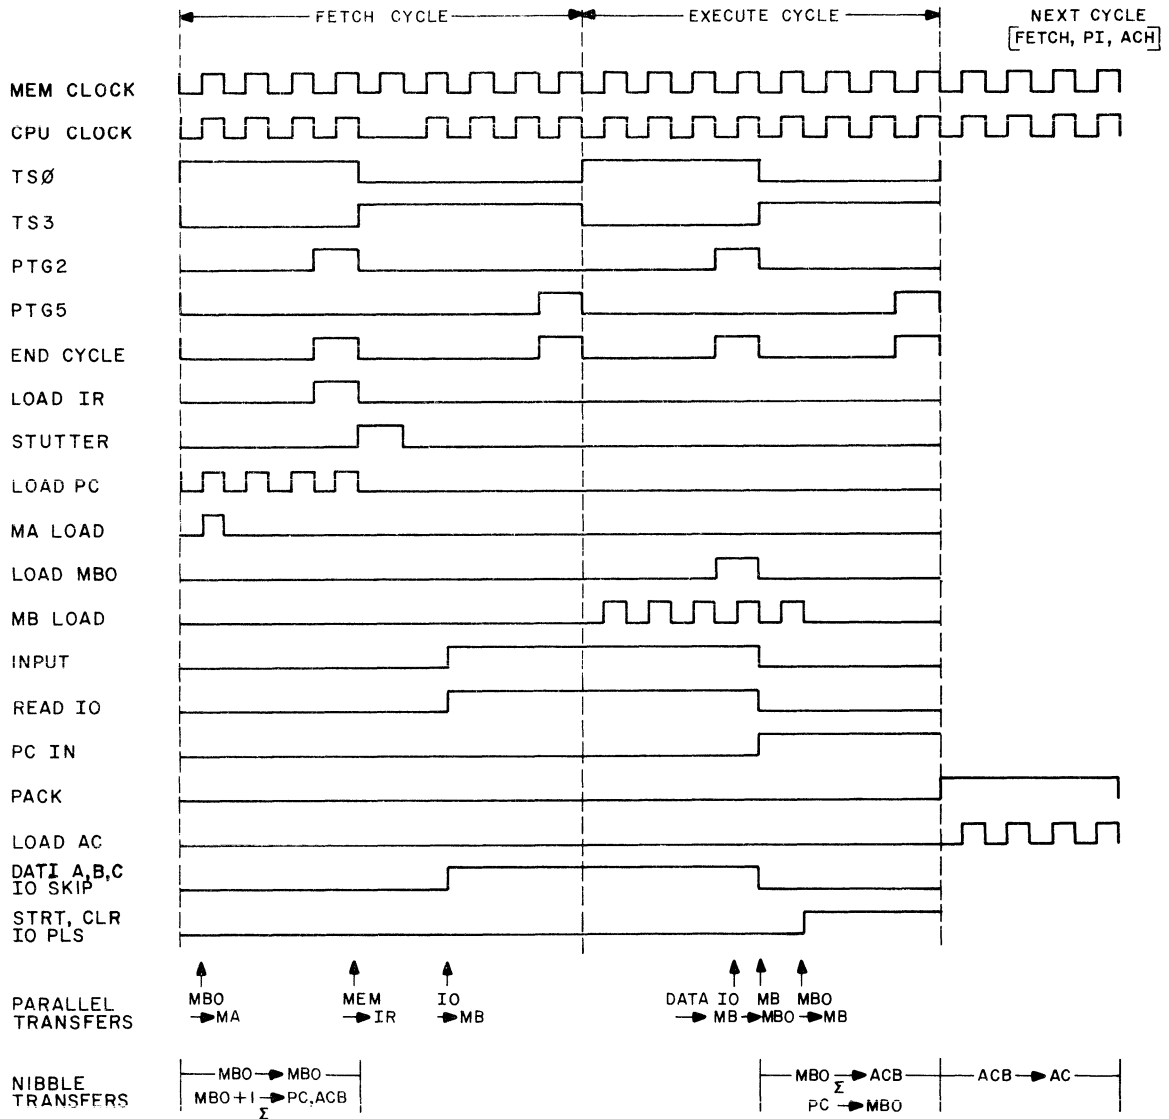 FETCH CYCLE EXECUTE CYCLE NEXT CYCLE
[FETCH, PI, ACH]
MEM CLOCK
CPU CLOCK
TSØ
TS3
PTG2
PTG5
END CYCLE
LOAD IR
STUTTER
LOAD PC
MA LOAD
LOAD MBO
MB LOAD
INPUT
READ IO
PC IN
PACK
LOAD AC
DATI A,B,C
IO SKIP
STRT, CLR
IO PLS
PARALLEL
TRANSFERS
MBO
→MA
MEM
→IR
IO
→MB
DATA IO MB MBO
→MB→MBO→MB
NIBBLE
TRANSFERS
MBO→MBO
MBO+1→PC,ACB
Σ
MBO→ACB
Σ
PC→MBO
ACB→AC